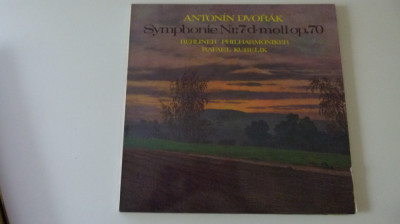 ANTONÍN DVOŘÁK
Symphonie Nr.7 d-moll op.70
BERLINER PHILHARMONIKER
RAFAEL KUBELIK